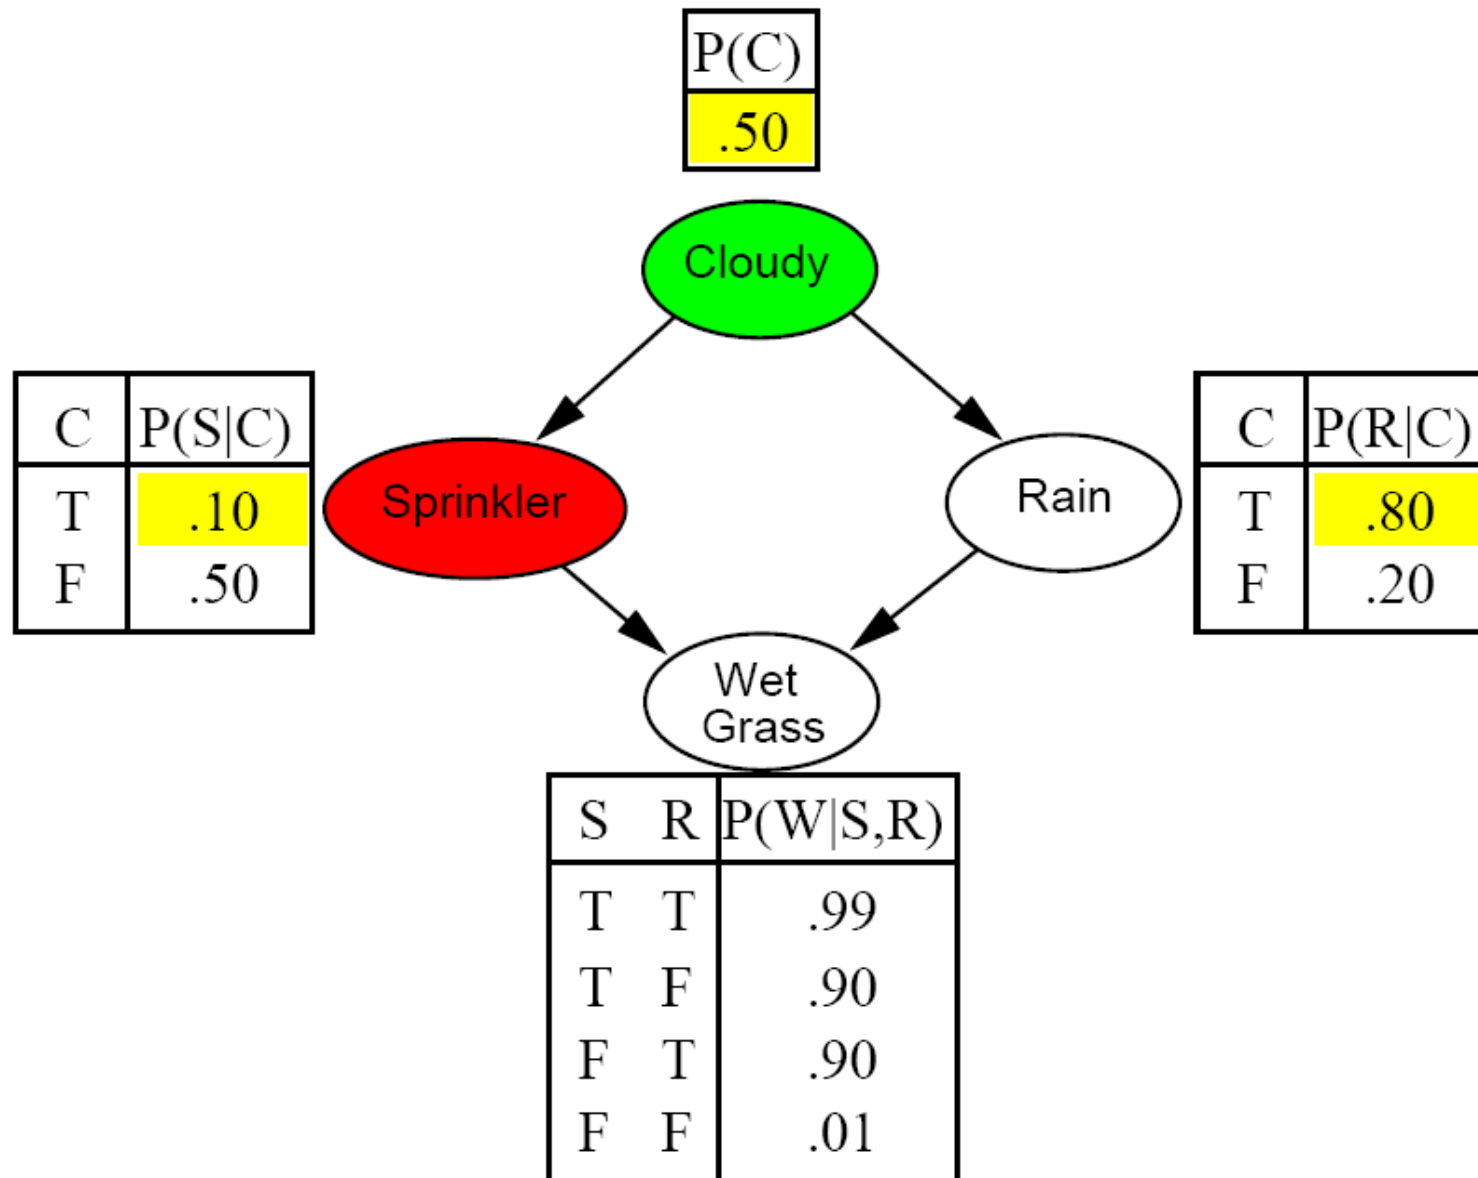 P(C)
.50
Cloudy
C P(S|C)
T .10
F .50
Sprinkler
Rain
C P(R|C)
T .80
F .20
Wet
Grass
S R P(W|S,R)
T T .99
T F .90
F T .90
F F .01